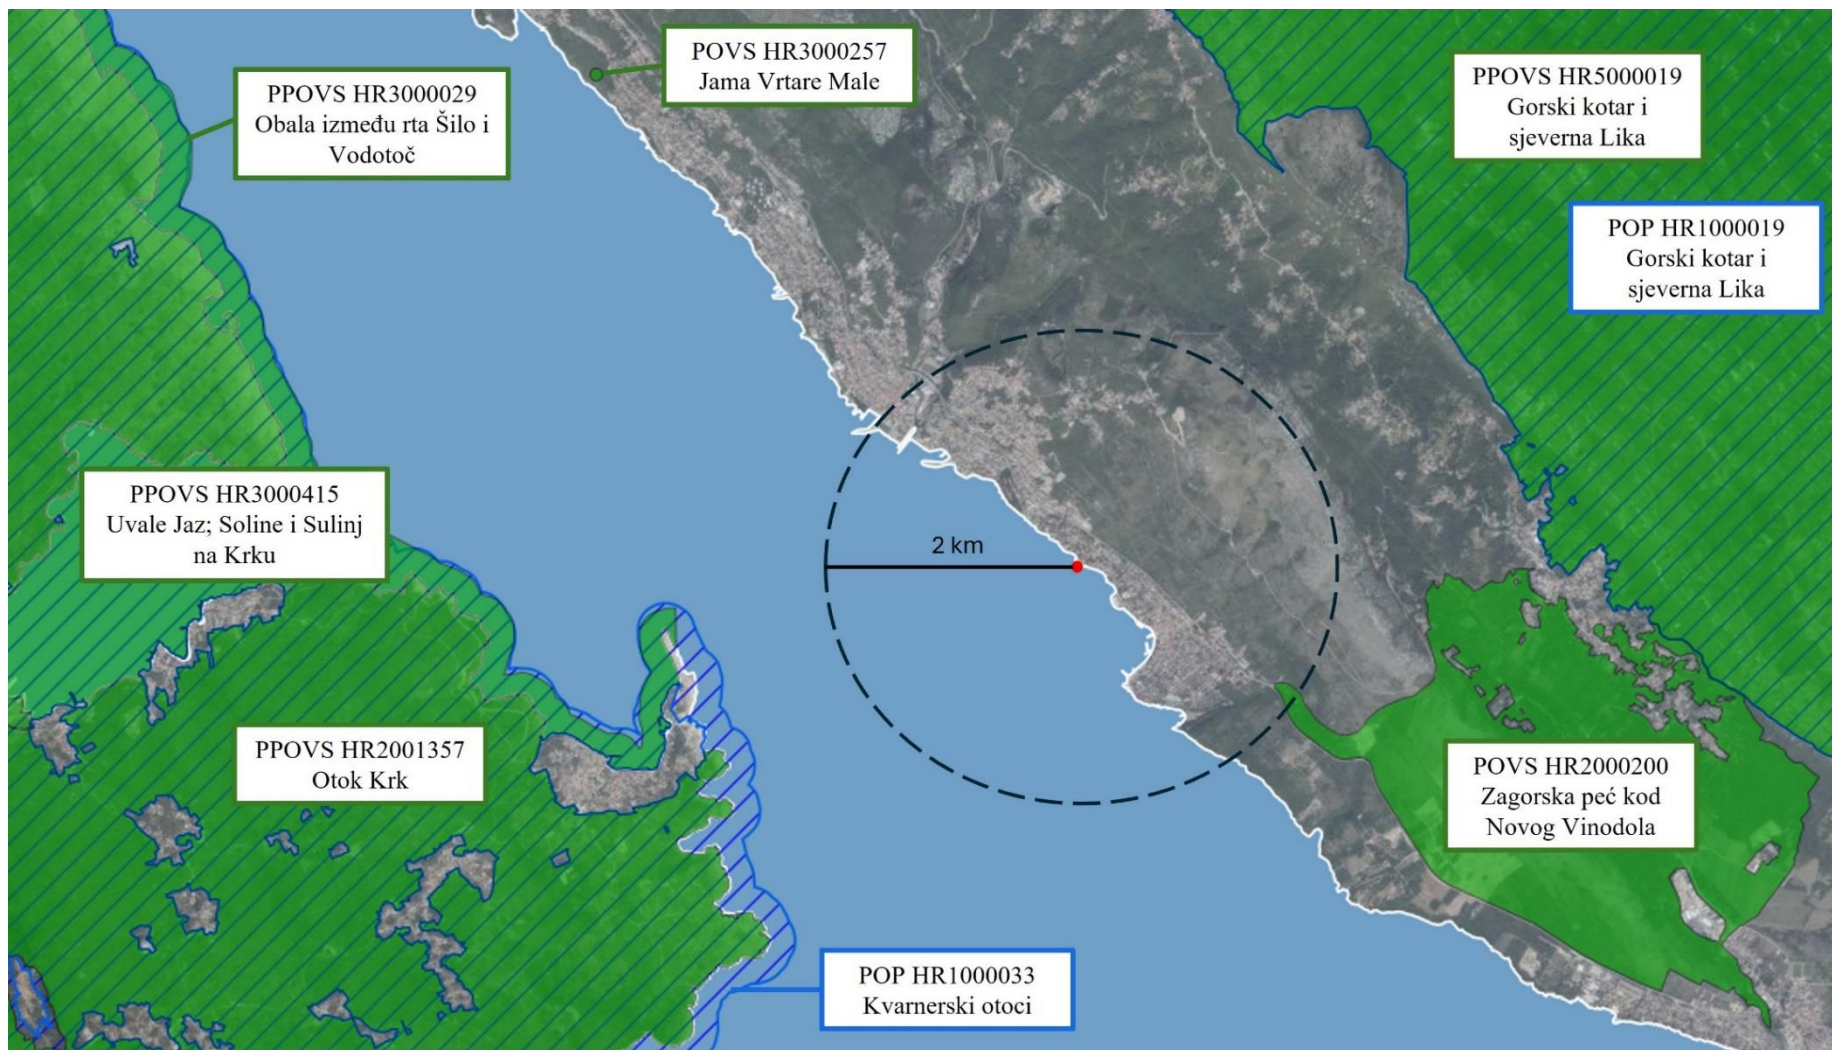 POVS HR3000257
Jama Vrtare Male
PPOVS HR3000029
Obala između rta Šilo i
Vodotoč
PPOVS HR5000019
Gorski kotar i
sjeverna Lika
POP HR1000019
Gorski kotar i
sjeverna Lika
PPOVS HR3000415
Uvale Jaz; Soline i Sulinj
na Krku
2 km
PPOVS HR2001357
Otok Krk
POVS HR2000200
Zagorska peć kod
Novog Vinodola
POP HR1000033
Kvarnerski otoci